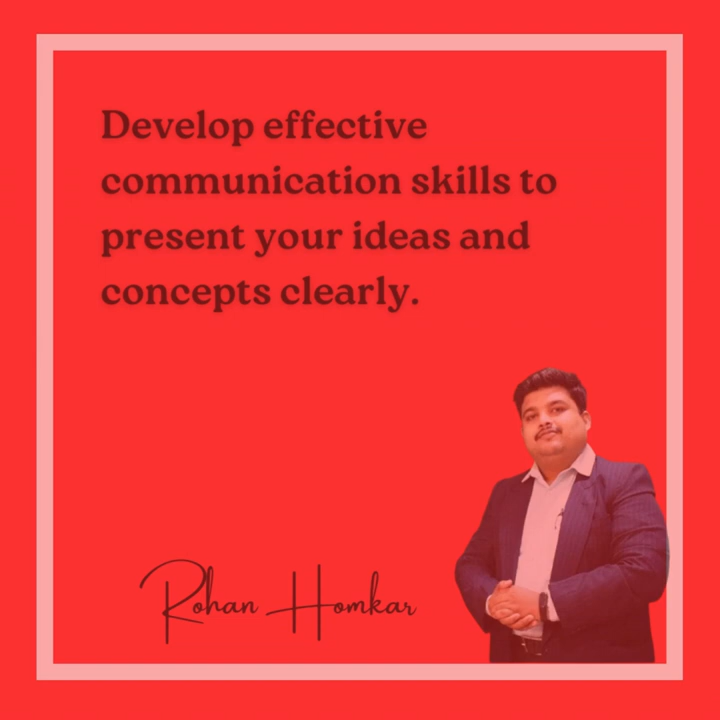 Develop effective
communication skills to
present your ideas and
concepts clearly.
Rohan Homkar